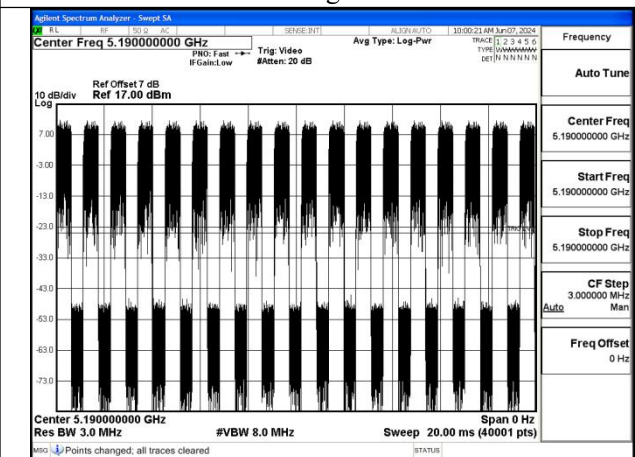 Agilent Spectrum Analyzer - Swept SA
RL RF 50 Ω AC SENSE:INT ALIGN AUTO 10:00:21 AM Jun 07, 2024
Center Freq 5.190000000 GHz
PNO: Fast
IFGain:Low
Trig: Video
#Atten: 20 dB
Avg Type: Log-Pwr
TRACE 1 2 3 4 5 6
TYPE
DET N N N N N N
Ref Offset 7 dB
10 dB/div Ref 17.00 dBm
Log
7.00
-3.00
-13.0
-23.0
-33.0
-43.0
-53.0
-63.0
-73.0
Center 5.190000000 GHz Span 0 Hz
Res BW 3.0 MHz #VBW 8.0 MHz Sweep 20.00 ms (40001 pts)
MSG Points changed; all traces cleared STATUS
Frequency
Auto Tune
Center Freq
5.190000000 GHz
Start Freq
5.190000000 GHz
Stop Freq
5.190000000 GHz
CF Step
3.000000 MHz
Auto Man
Freq Offset
0 Hz